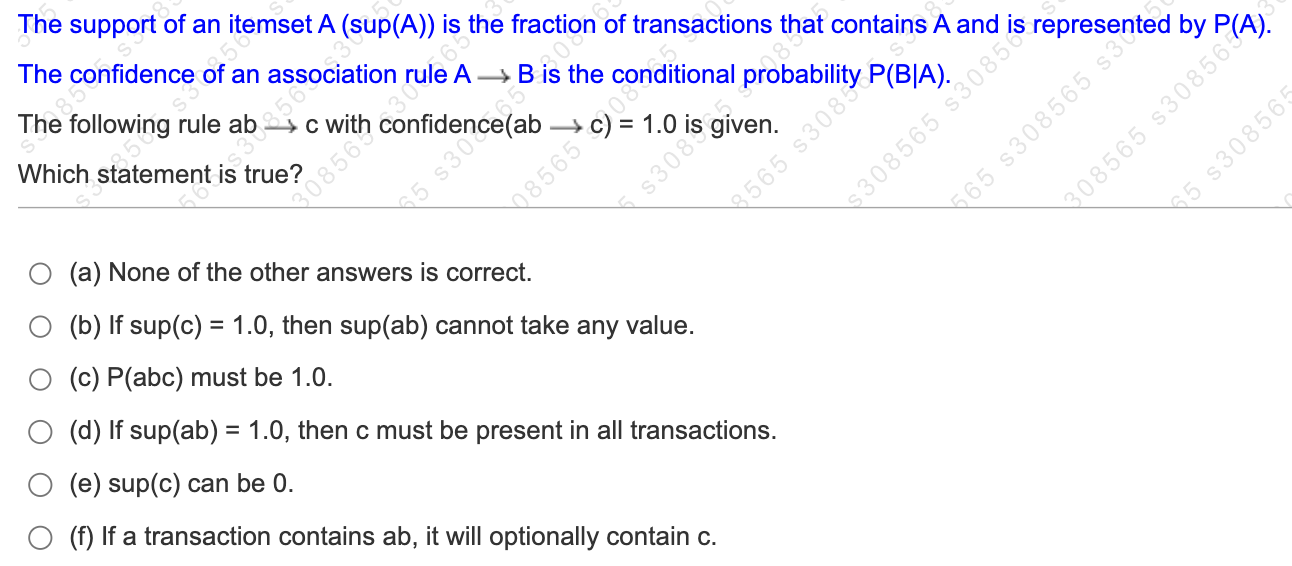 The support of an itemset A (sup(A)) is the fraction of transactions that contains A and is represented by P(A).
The confidence of an association rule A → B is the conditional probability P(B|A).
The following rule ab → c with confidence(ab → c) = 1.0 is given.
Which statement is true?
(a) None of the other answers is correct.
(b) If sup(c) = 1.0, then sup(ab) cannot take any value.
(c) P(abc) must be 1.0.
(d) If sup(ab) = 1.0, then c must be present in all transactions.
(e) sup(c) can be 0.
(f) If a transaction contains ab, it will optionally contain c.